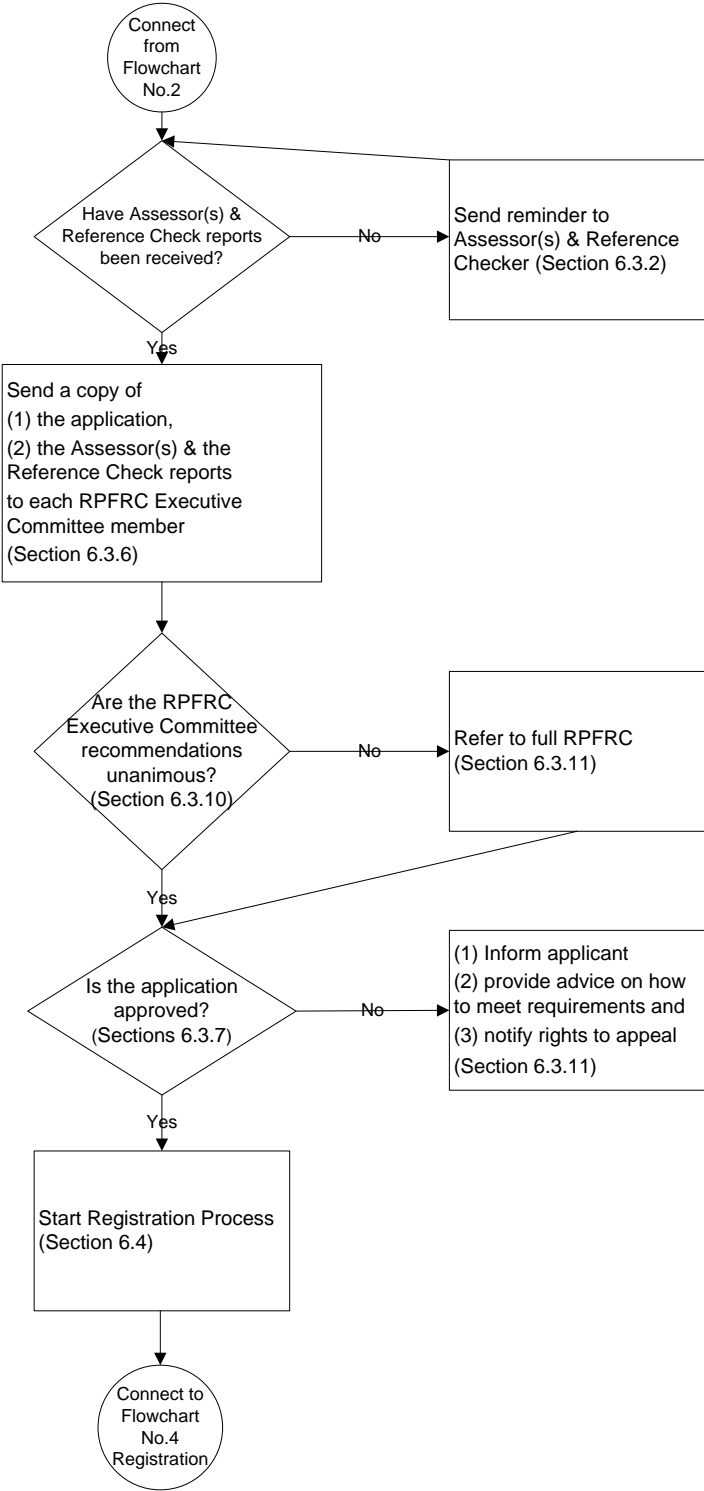 Connect
from
Flowchart
No.2
Have Assessor(s) &
Reference Check reports
been received?
No
Send reminder to
Assessor(s) & Reference
Checker (Section 6.3.2)
Yes
Send a copy of
(1) the application,
(2) the Assessor(s) & the
Reference Check reports
to each RPFRC Executive
Committee member
(Section 6.3.6)
Are the RPFRC
Executive Committee
recommendations
unanimous?
(Section 6.3.10)
No
Refer to full RPFRC
(Section 6.3.11)
Yes
Is the application
approved?
(Sections 6.3.7)
No
(1) Inform applicant
(2) provide advice on how
to meet requirements and
(3) notify rights to appeal
(Section 6.3.11)
Yes
Start Registration Process
(Section 6.4)
Connect to
Flowchart
No.4
Registration